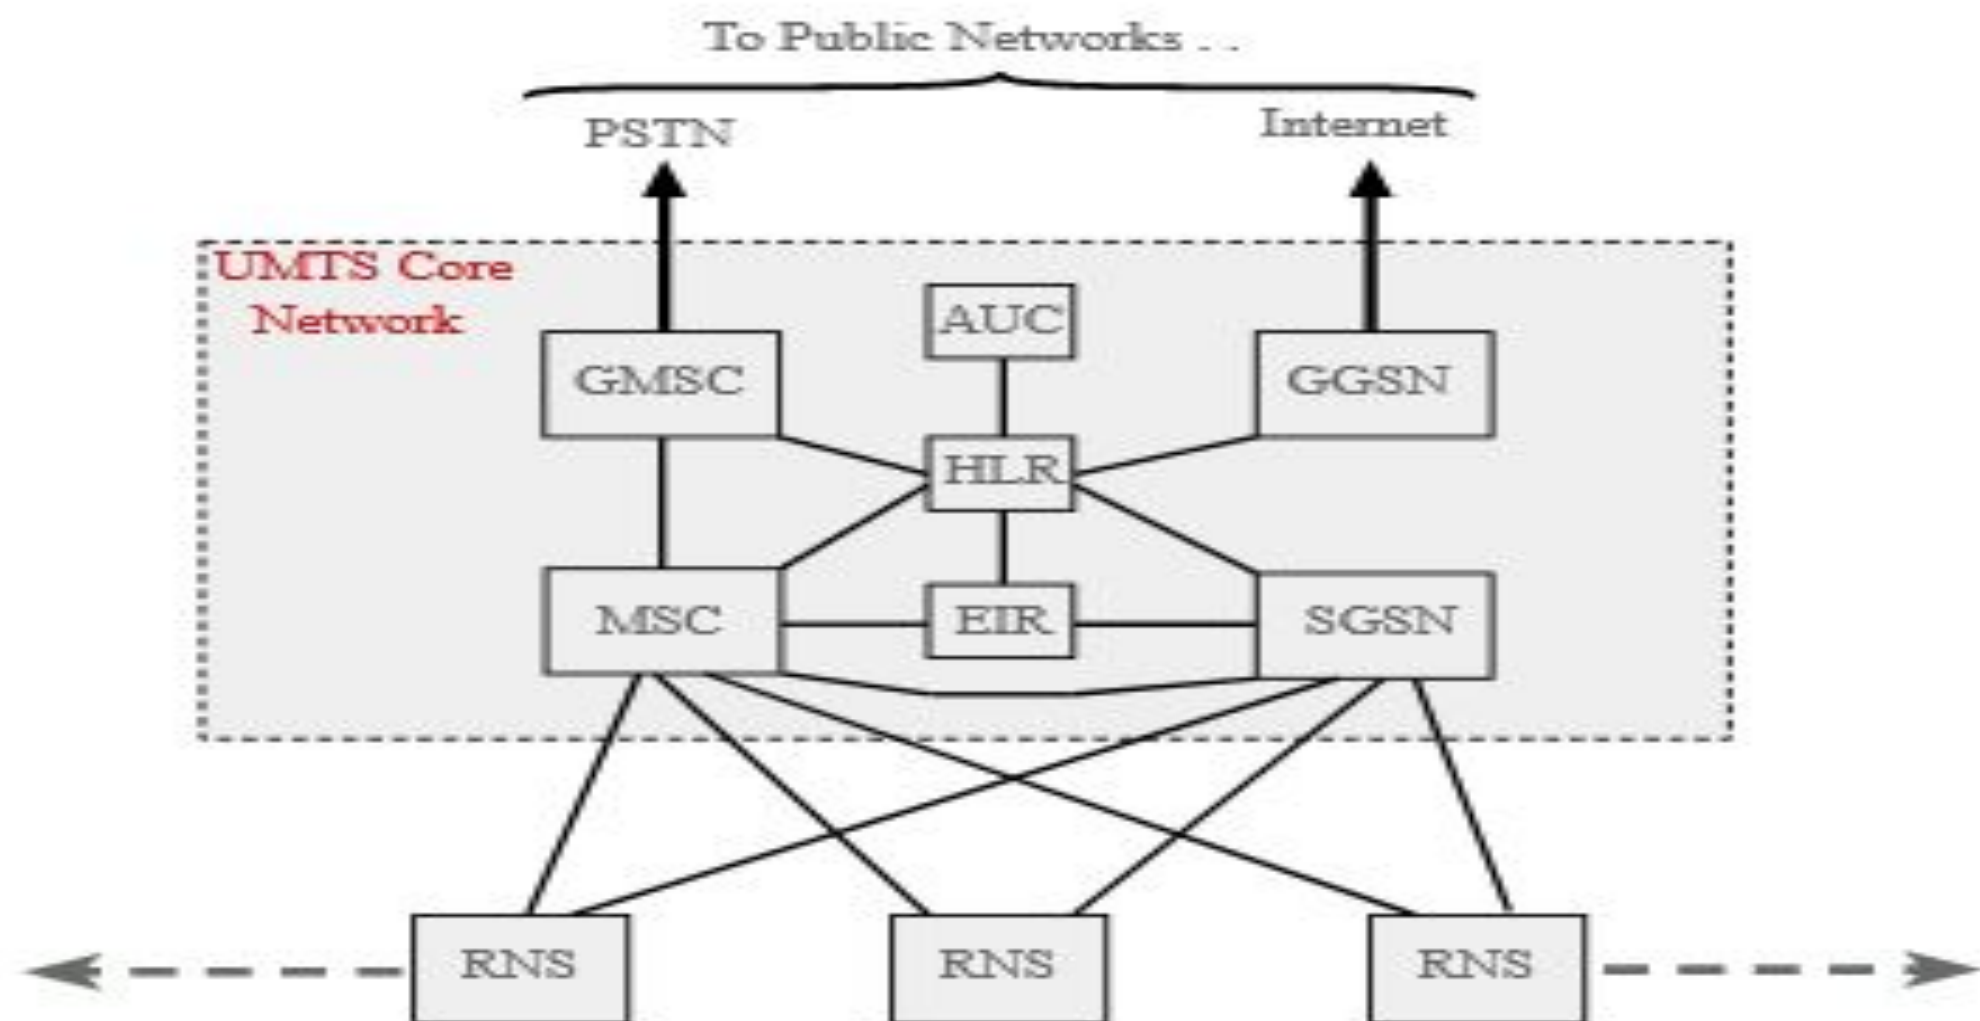 To Public Networks . .
PSTN
Internet
UMTS Core
Network
AUC
GMSC
GGSN
HLR
MSC
EIR
SGSN
RNS
RNS
RNS